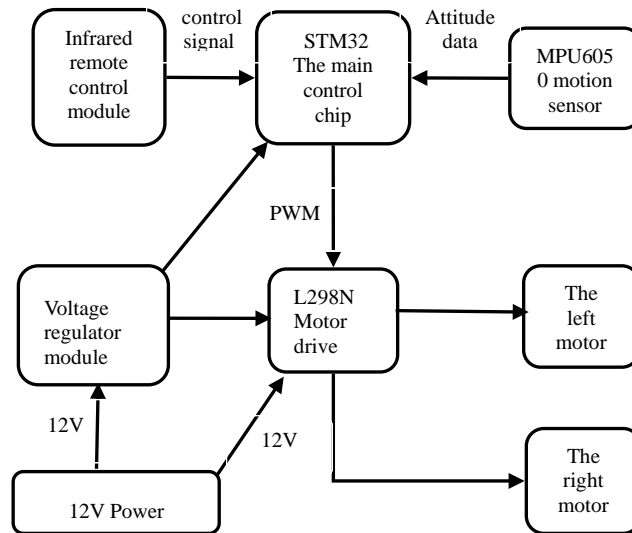 Infrared
remote
control
module
control
signal
STM32
The main
control
chip
Attitude
data
MPU605
0 motion
sensor
PWM
Voltage
regulator
module
L298N
Motor
drive
The
left
motor
12V
12V
The
right
motor
12V Power